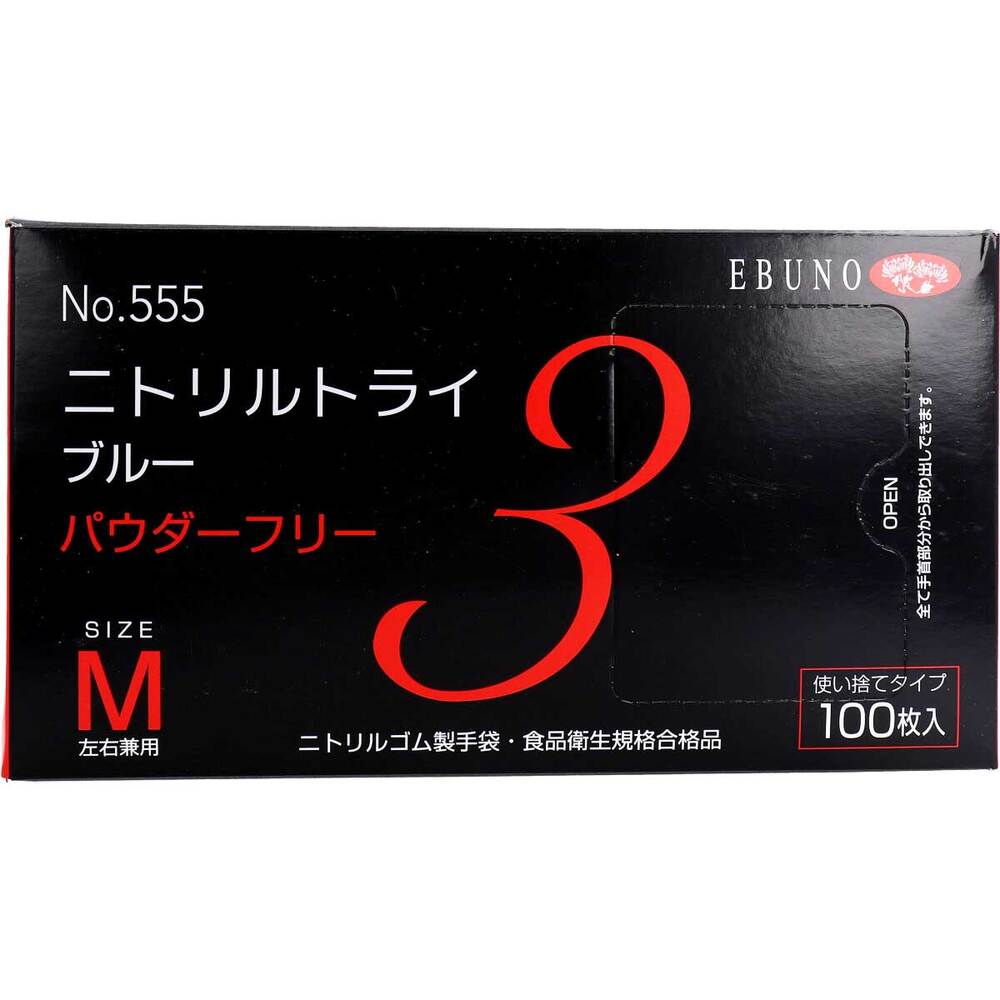 EBUNO
No.555
ニトリルトライ
3
ブルー
パウダーフリー
OPEN
全て手首部分から取り出しできます。
SIZE
M
左右兼用
ニトリルゴム製手袋・食品衛生規格合格品
使い捨てタイプ
100枚入